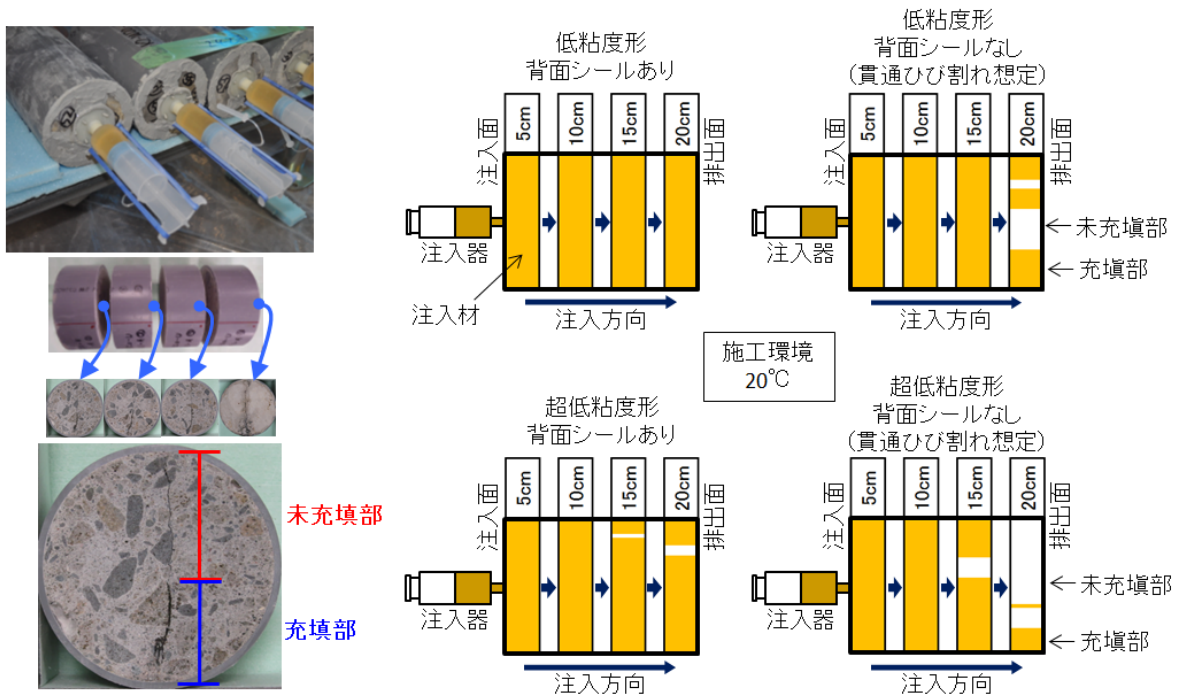 低粘度形
背面シールあり
注入面
5cm
10cm
15cm
20cm
排出面
注入器
注入材
注入方向
低粘度形
背面シールなし
(貫通ひび割れ想定)
注入面
5cm
10cm
15cm
20cm
排出面
注入器
未充塡部
充塡部
注入方向
施工環境
20℃
超低粘度形
背面シールあり
注入面
5cm
10cm
15cm
20cm
排出面
注入器
注入方向
超低粘度形
背面シールなし
(貫通ひび割れ想定)
注入面
5cm
10cm
15cm
20cm
排出面
注入器
未充塡部
充塡部
注入方向
未充填部
充填部